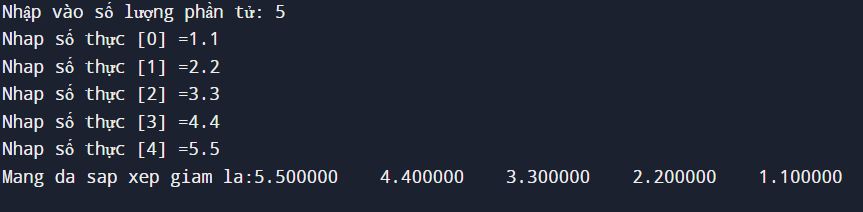 Nhập vào số lượng phần tử: 5
Nhap số thực [0] =1.1
Nhap số thực [1] =2.2
Nhap số thực [2] =3.3
Nhap số thực [3] =4.4
Nhap số thực [4] =5.5
Mang da sap xep giam la:5.500000    4.400000    3.300000    2.200000    1.100000